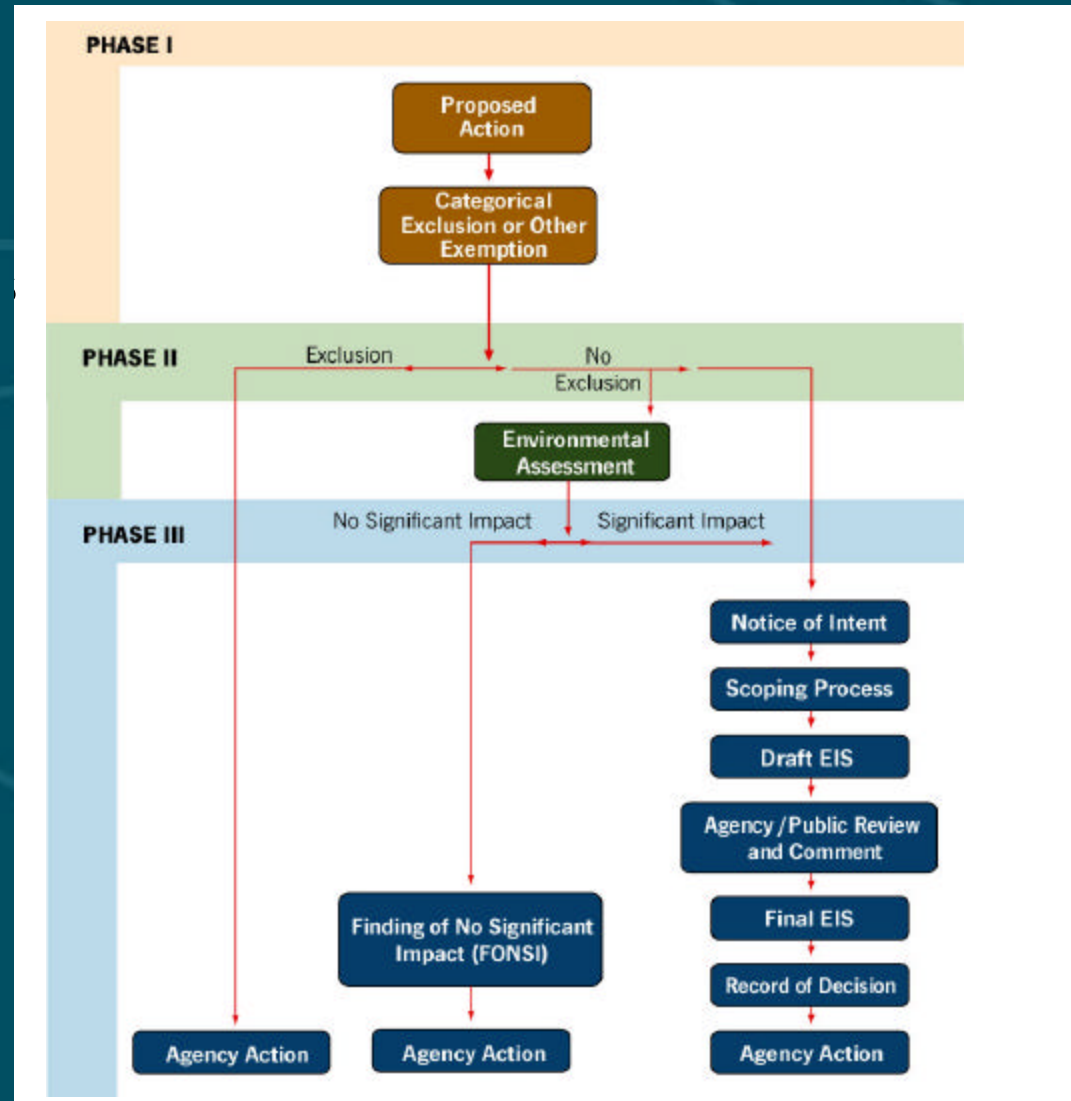 PHASE I
Proposed
Action
Categorical
Exclusion or Other
Exemption
PHASE II
Exclusion
No
Exclusion
Environmental
Assessment
PHASE III
No Significant Impact
Significant Impact
Notice of Intent
Scoping Process
Draft EIS
Agency / Public Review
and Comment
Final EIS
Finding of No Significant
Impact (FONSI)
Record of Decision
Agency Action
Agency Action
Agency Action